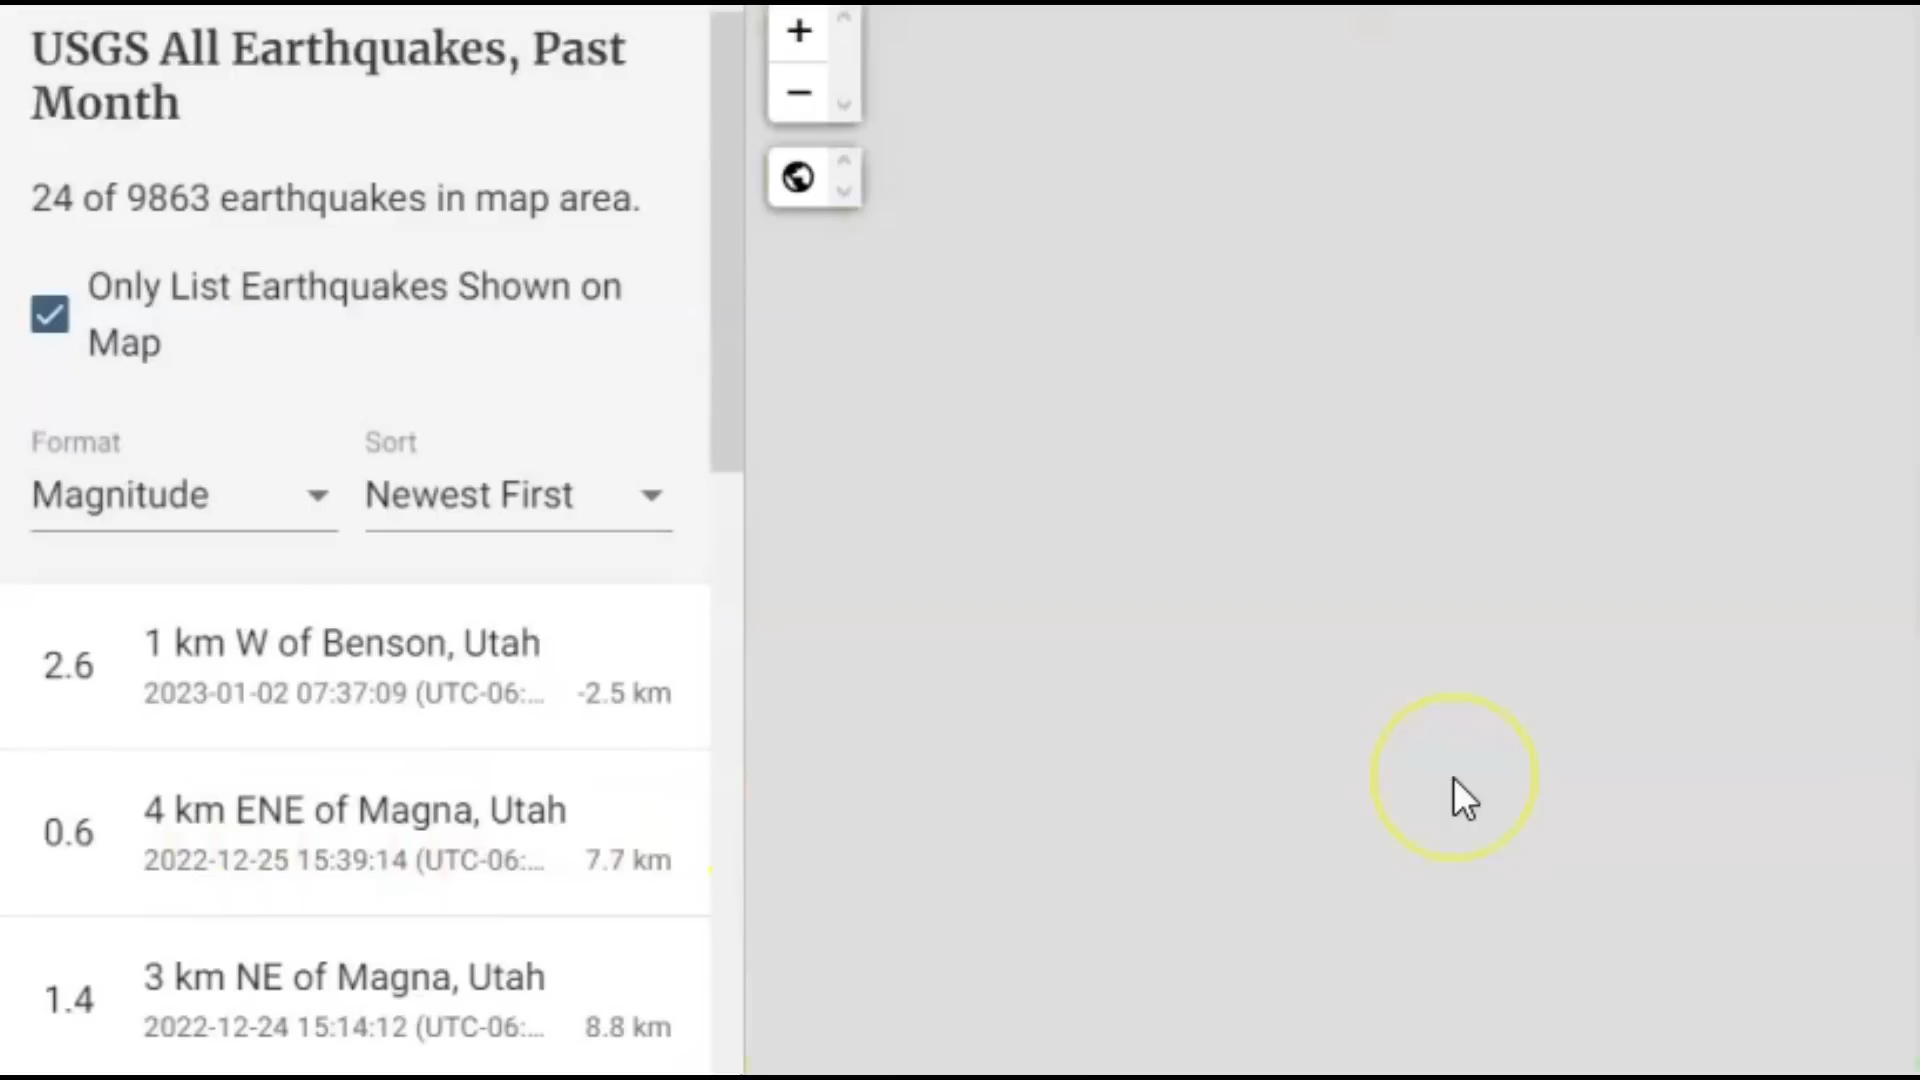 USGS All Earthquakes, Past
Month
24 of 9863 earthquakes in map area.
Only List Earthquakes Shown on
Map
Format
Sort
Magnitude
Newest First
2.6
1 km W of Benson, Utah
2023-01-02 07:37:09 (UTC-06:... -2.5 km
0.6
4 km ENE of Magna, Utah
2022-12-25 15:39:14 (UTC-06:... 7.7 km
1.4
3 km NE of Magna, Utah
2022-12-24 15:14:12 (UTC-06:... 8.8 km